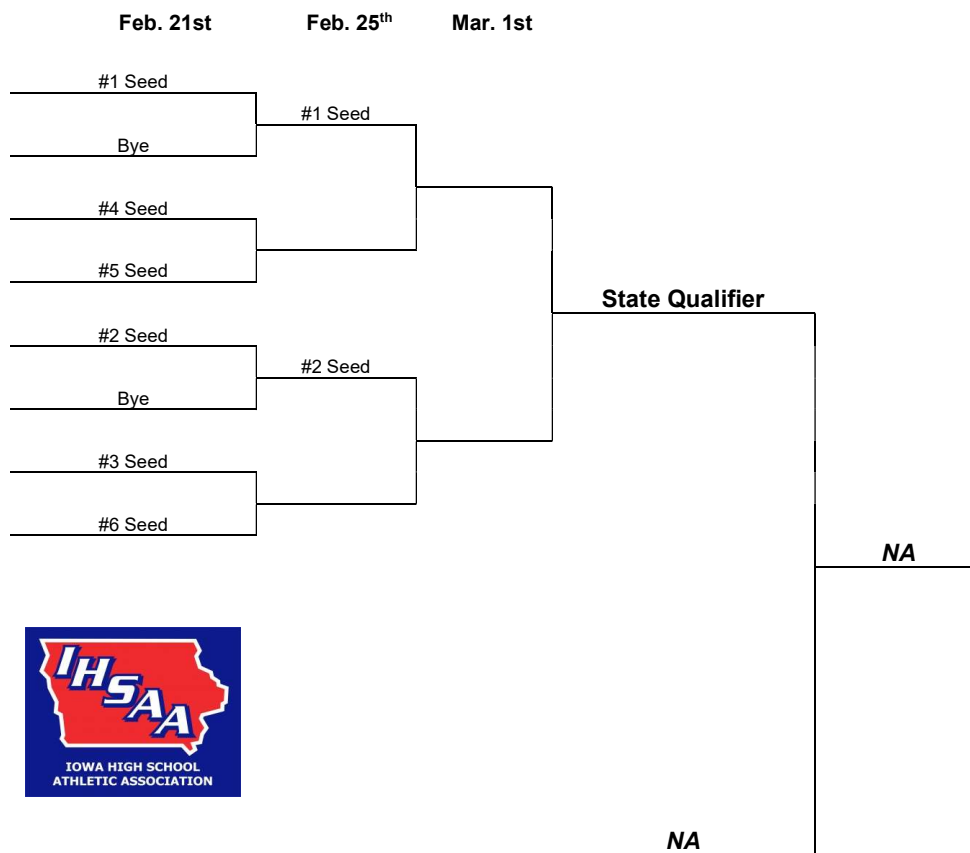 Feb. 21st Feb. 25th Mar. 1st
#1 Seed
#1 Seed
Bye
#4 Seed
#5 Seed
State Qualifier
#2 Seed
#2 Seed
Bye
#3 Seed
#6 Seed
NA
IHSAA
IOWA HIGH SCHOOL
ATHLETIC ASSOCIATION
NA